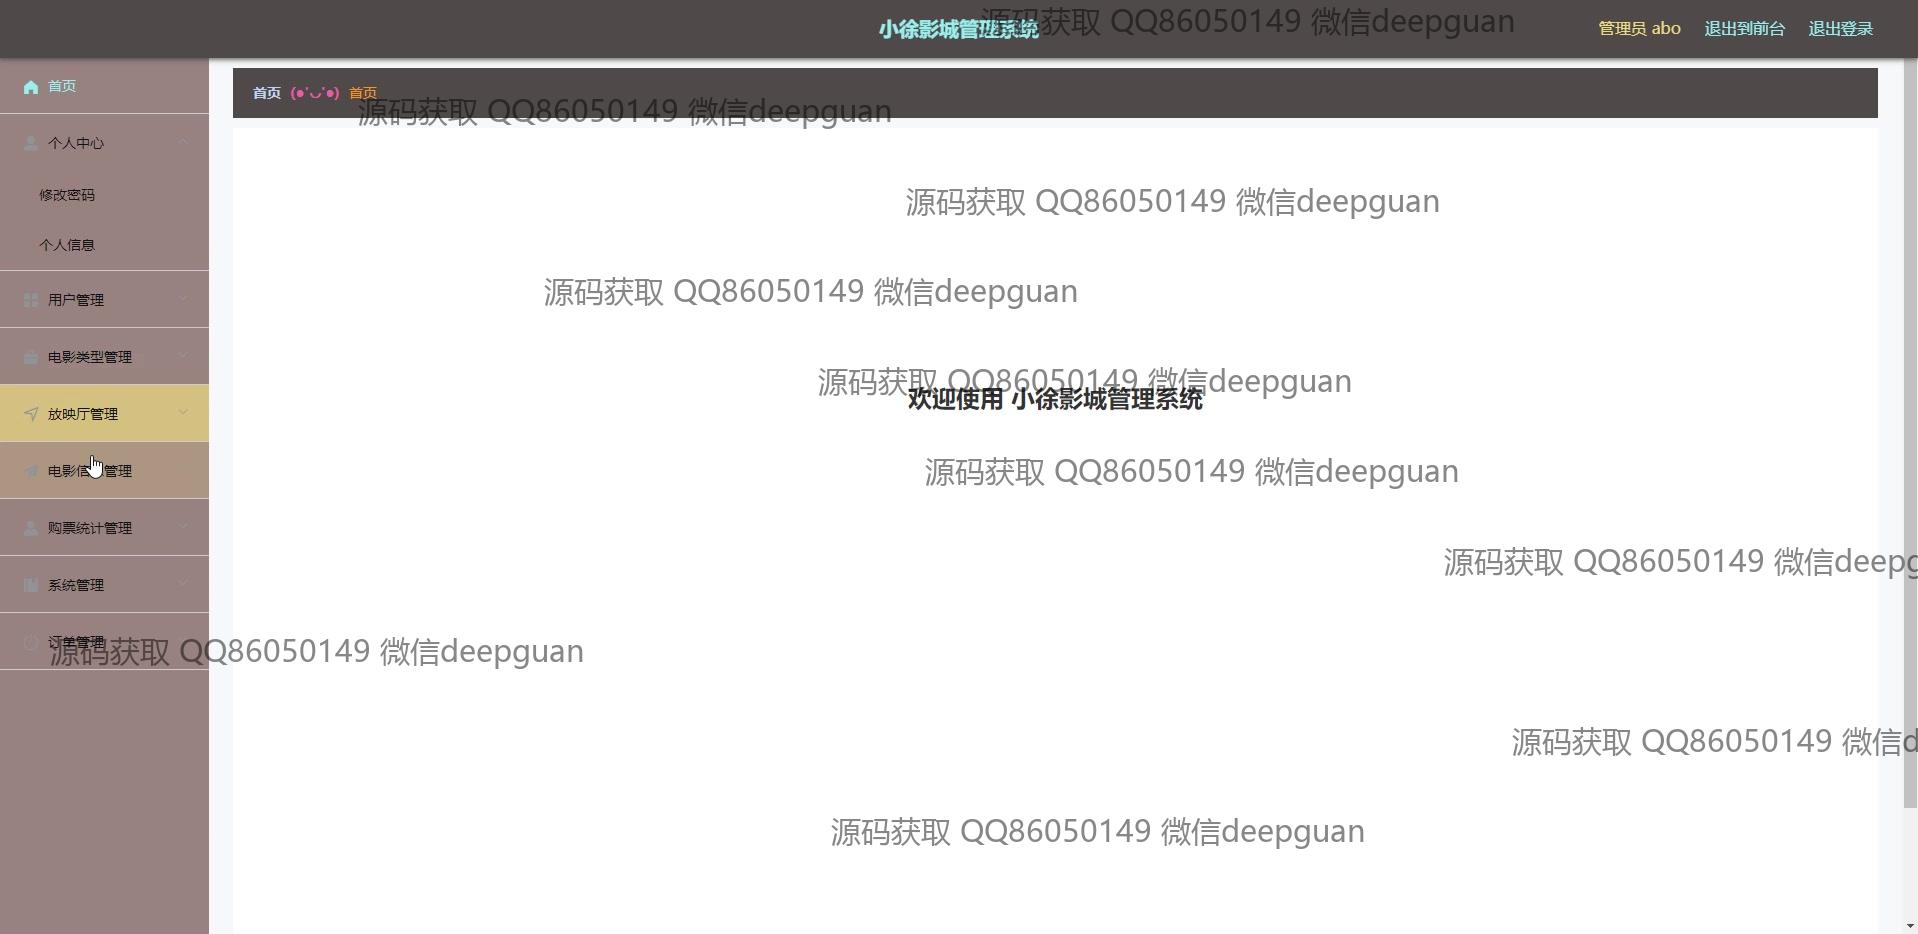 小徐影城管理系统
源码获取 QQ86050149 微信deepguan
管理员 abo
退出到前台
退出登录
首页
首页 (●'◡'●) 首页
源码获取 QQ86050149 微信deepguan
个人中心
修改密码
源码获取 QQ86050149 微信deepguan
个人信息
用户管理
源码获取 QQ86050149 微信deepguan
电影类型管理
源码获取 QQ86050149 微信deepguan
欢迎使用 小徐影城管理系统
放映厅管理
电影信息管理
源码获取 QQ86050149 微信deepguan
购票统计管理
源码获取 QQ86050149 微信deepg
系统管理
订单管理
源码获取 QQ86050149 微信deepguan
源码获取 QQ86050149 微信d
源码获取 QQ86050149 微信deepguan